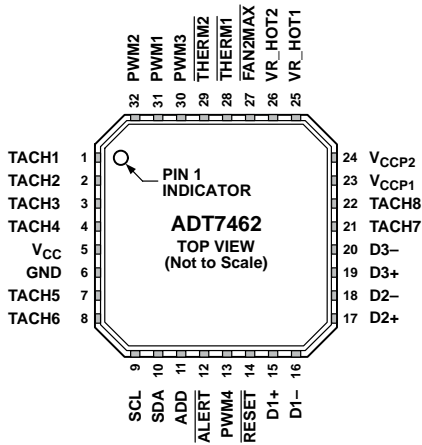 32 PWM2
31 PWM1
30 PWM3
29 THERM2
28 THERM1
27 FAN2MAX
26 VR_HOT2
25 VR_HOT1
TACH1 1
TACH2 2
TACH3 3
TACH4 4
VCC 5
GND 6
TACH5 7
TACH6 8
PIN 1
INDICATOR
ADT7462
TOP VIEW
(Not to Scale)
24 VCCP2
23 VCCP1
22 TACH8
21 TACH7
20 D3–
19 D3+
18 D2–
17 D2+
SCL 9
SDA 10
ADD 11
ALERT 12
PWM4 13
RESET 14
D1+ 15
D1– 16